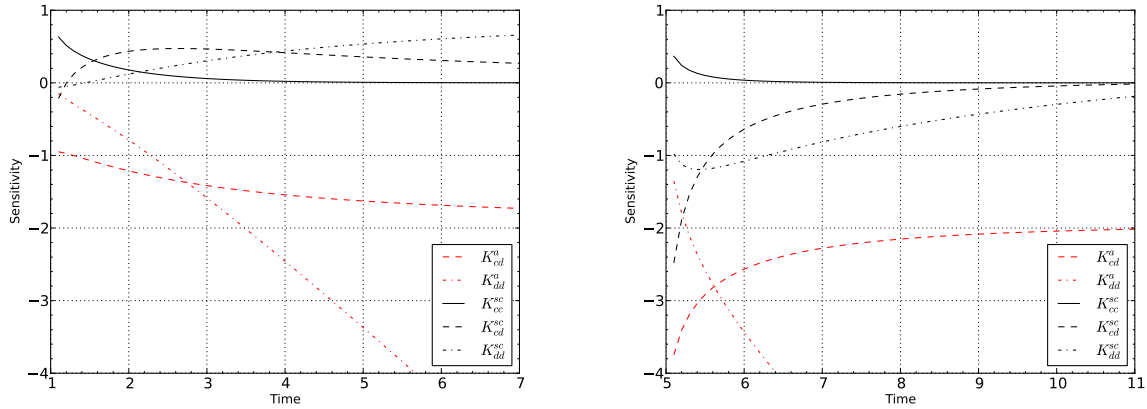 1
0
−1
−2
−3
−4
Sensitivity
1 2 3 4 5 6 7
Time
K^a_cd
K^a_dd
K^sc_cc
K^sc_cd
K^sc_dd
1
0
−1
−2
−3
−4
Sensitivity
5 6 7 8 9 10 11
Time
K^a_cd
K^a_dd
K^sc_cc
K^sc_cd
K^sc_dd